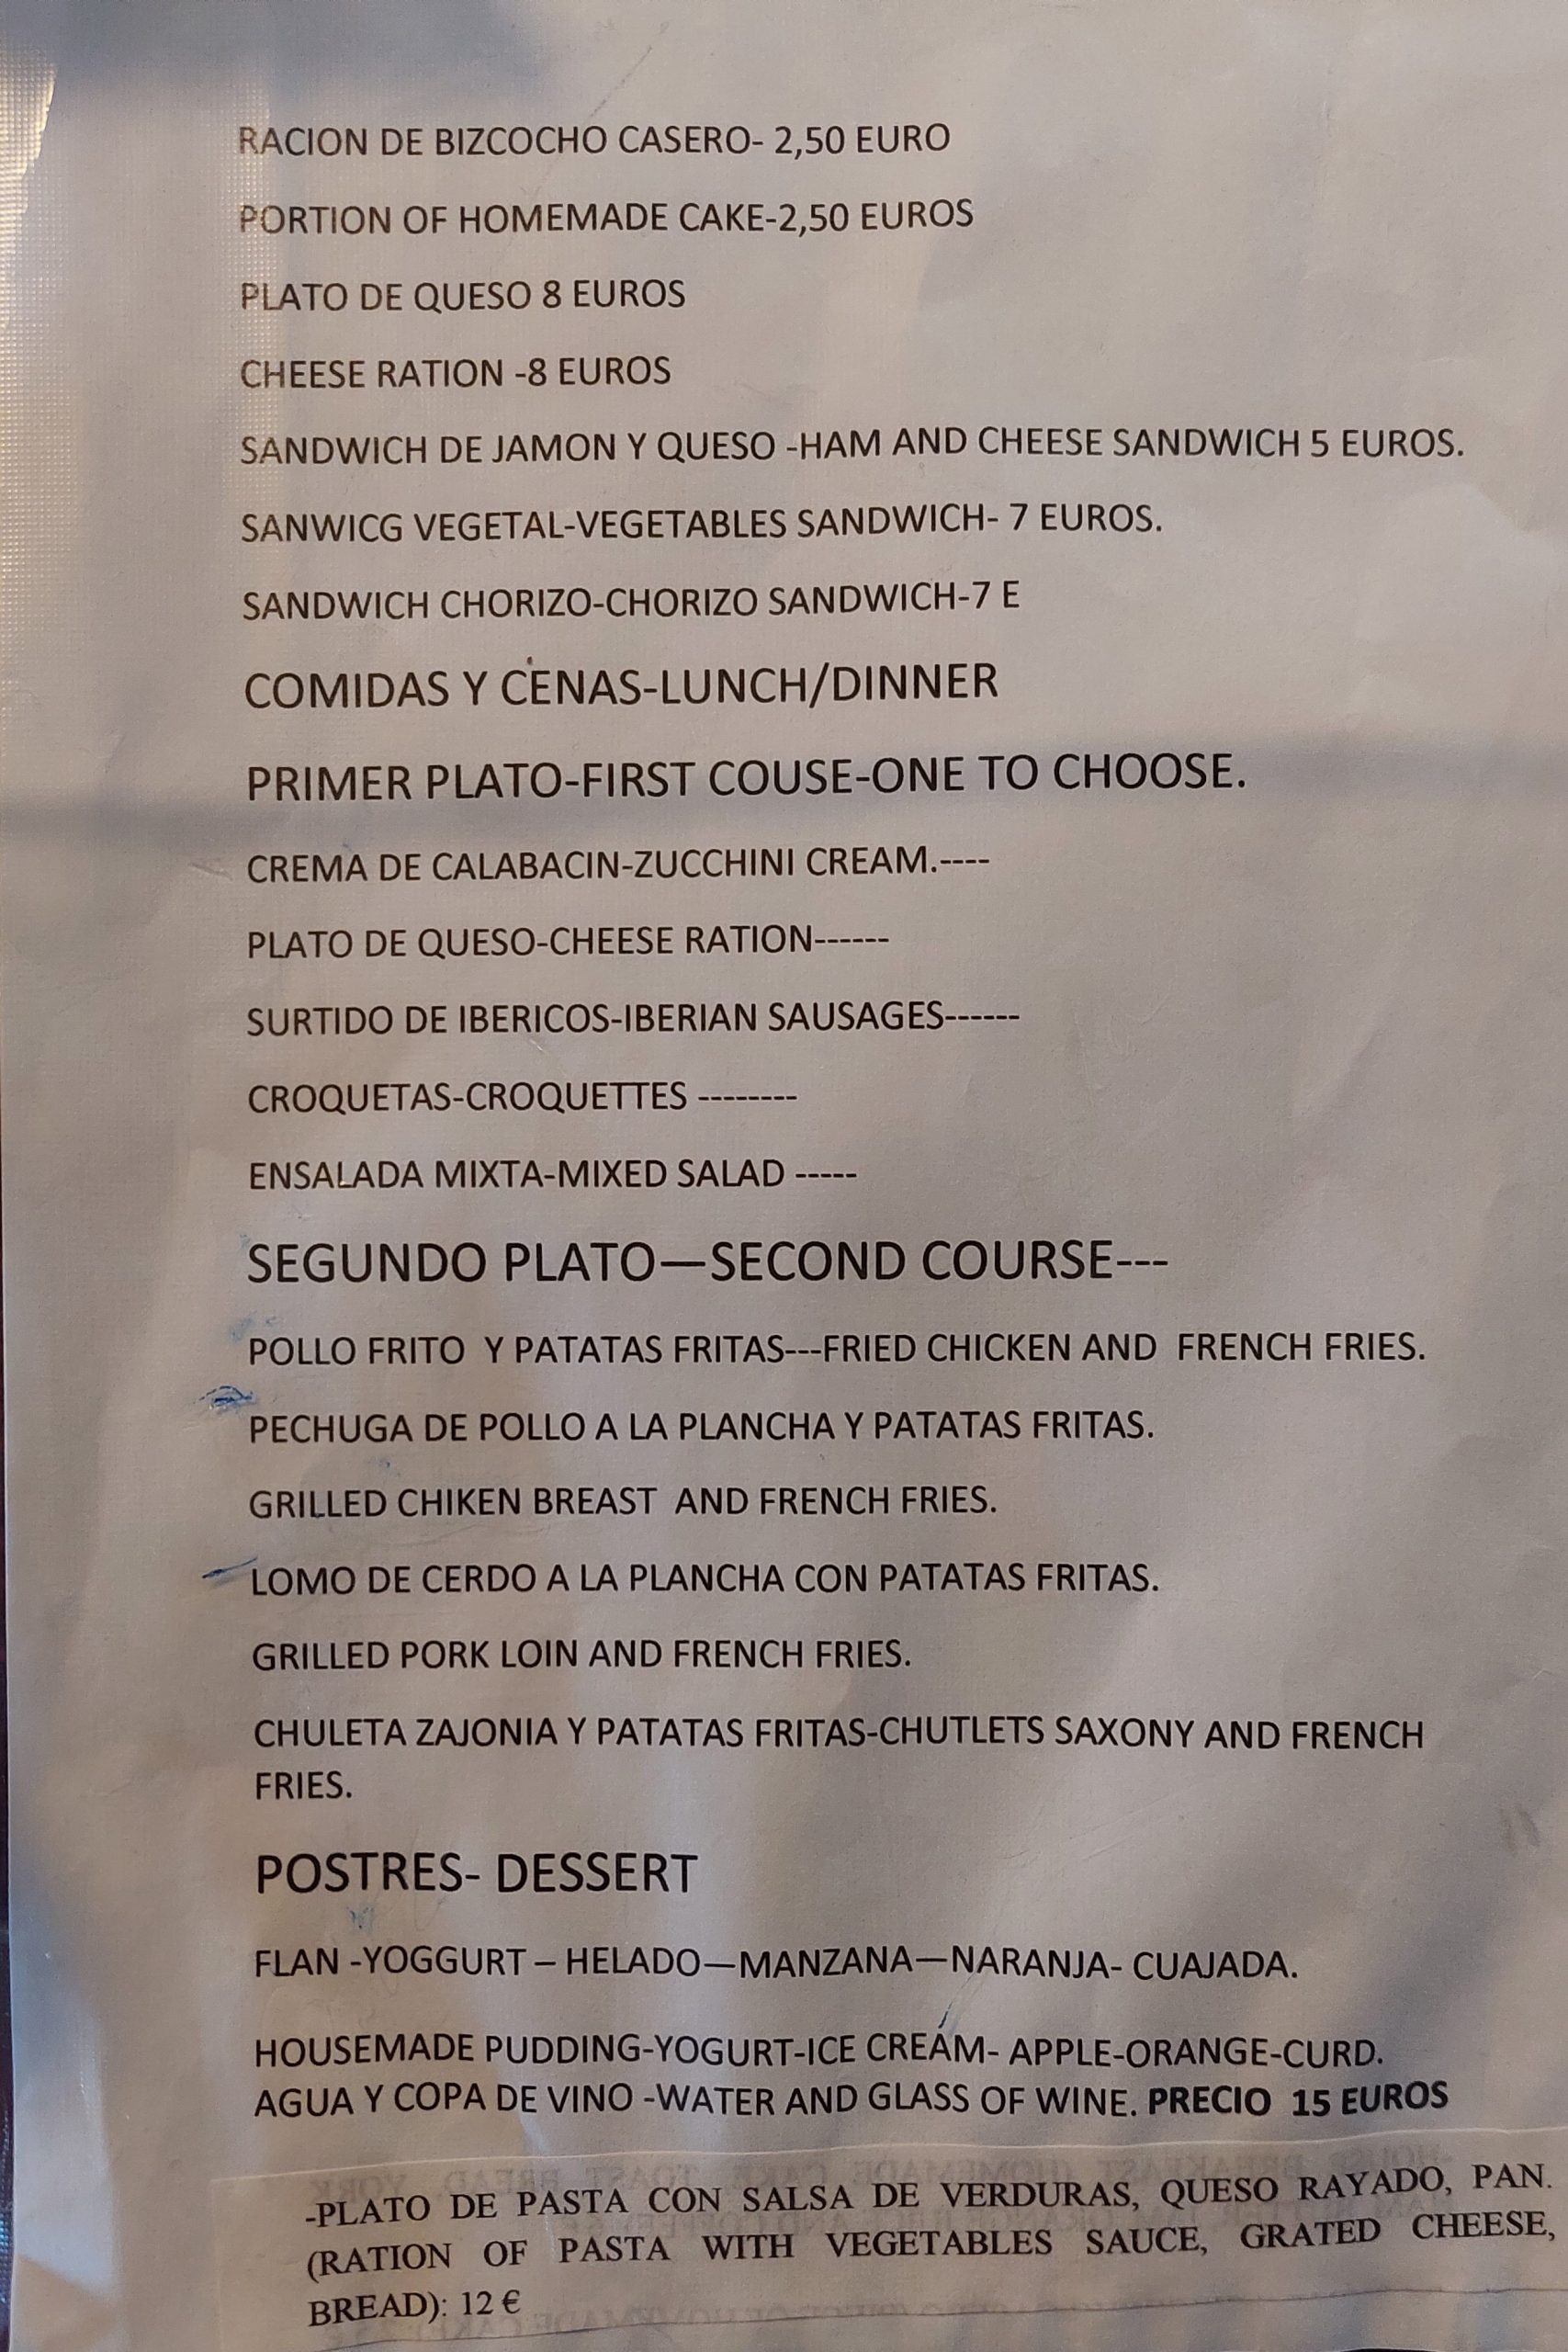 RACION DE BIZCOCHO CASERO- 2,50 EURO
PORTION OF HOMEMADE CAKE-2,50 EUROS
PLATO DE QUESO 8 EUROS
CHEESE RATION -8 EUROS
SANDWICH DE JAMON Y QUESO -HAM AND CHEESE SANDWICH 5 EUROS.
SANWICG VEGETAL-VEGETABLES SANDWICH- 7 EUROS.
SANDWICH CHORIZO-CHORIZO SANDWICH-7 E
COMIDAS Y CENAS-LUNCH/DINNER
PRIMER PLATO-FIRST COUSE-ONE TO CHOOSE.
CREMA DE CALABACIN-ZUCCHINI CREAM.----
PLATO DE QUESO-CHEESE RATION------
SURTIDO DE IBERICOS-IBERIAN SAUSAGES------
CROQUETAS-CROQUETTES --------
ENSALADA MIXTA-MIXED SALAD -----
SEGUNDO PLATO—SECOND COURSE---
POLLO FRITO Y PATATAS FRITAS---FRIED CHICKEN AND FRENCH FRIES.
PECHUGA DE POLLO A LA PLANCHA Y PATATAS FRITAS.
GRILLED CHIKEN BREAST AND FRENCH FRIES.
LOMO DE CERDO A LA PLANCHA CON PATATAS FRITAS.
GRILLED PORK LOIN AND FRENCH FRIES.
CHULETA ZAJONIA Y PATATAS FRITAS-CHUTLETS SAXONY AND FRENCH
FRIES.
POSTRES- DESSERT
FLAN -YOGGURT – HELADO—MANZANA—NARANJA- CUAJADA.
HOUSEMADE PUDDING-YOGURT-ICE CREAM- APPLE-ORANGE-CURD.
AGUA Y COPA DE VINO -WATER AND GLASS OF WINE. PRECIO 15 EUROS
-PLATO DE PASTA CON SALSA DE VERDURAS, QUESO RAYADO, PAN.
(RATION OF PASTA WITH VEGETABLES SAUCE, GRATED CHEESE,
BREAD): 12 €